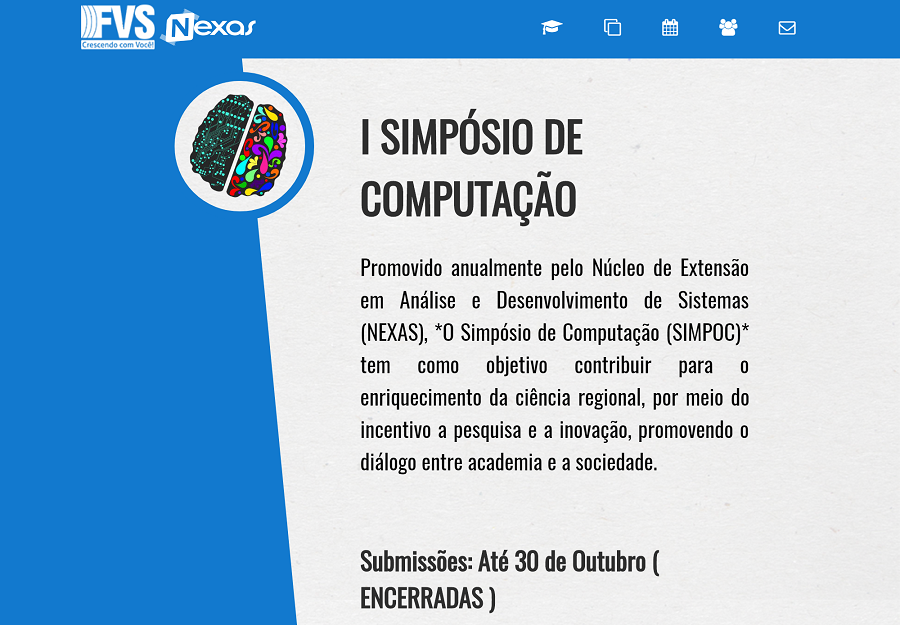 FVS
Crescendo com Você!
Nexas
I SIMPÓSIO DE
COMPUTAÇÃO
Promovido anualmente pelo Núcleo de Extensão
em Análise e Desenvolvimento de Sistemas
(NEXAS), *O Simpósio de Computação (SIMPOC)*
tem como objetivo contribuir para o
enriquecimento da ciência regional, por meio do
incentivo a pesquisa e a inovação, promovendo o
diálogo entre academia e a sociedade.
Submissões: Até 30 de Outubro (
ENCERRADAS )